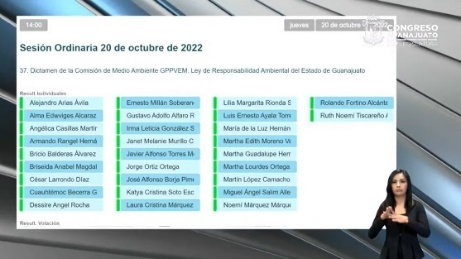 14:00
jueves
20 de octubre
CONGRESO
GUANAJUATO
Sesión Ordinaria 20 de octubre de 2022
37. Dictamen de la Comisión de Medio Ambiente GPPVEM. Ley de Responsabilidad Ambiental del Estado de Guanajuato
Result Individuales
Alejandro Arias Ávila
Alma Edwviges Alcaraz
Angélica Casillas Martír
Armando Rangel Herná
Bricio Balderas Álvarez
Briseida Anabel Magdal
César Larrondo Díaz
Cuauhtémoc Becerra G
Dessire Angel Rocha
Ernesto Millán Soberan
Gustavo Adolfo Alfaro R
Irma Leticia González S
Janet Melanie Murillo C
Javier Alfonso Torres M
Jorge Ortiz Ortega
José Alfonso Borja Pime
Katya Cristina Soto Esc
Laura Cristina Márquez
Lilia Margarita Rionda S
Luis Ernesto Ayala Torr
María de la Luz Hernán
Martha Edith Moreno Va
Martha Guadalupe Herr
Martha Lourdes Ortega
Martín López Camacho
Miguel Ángel Salim Alle
Noemí Márquez Márque
Rolando Fortino Alcánta
Ruth Noemí Tiscareño A
Result. Votación